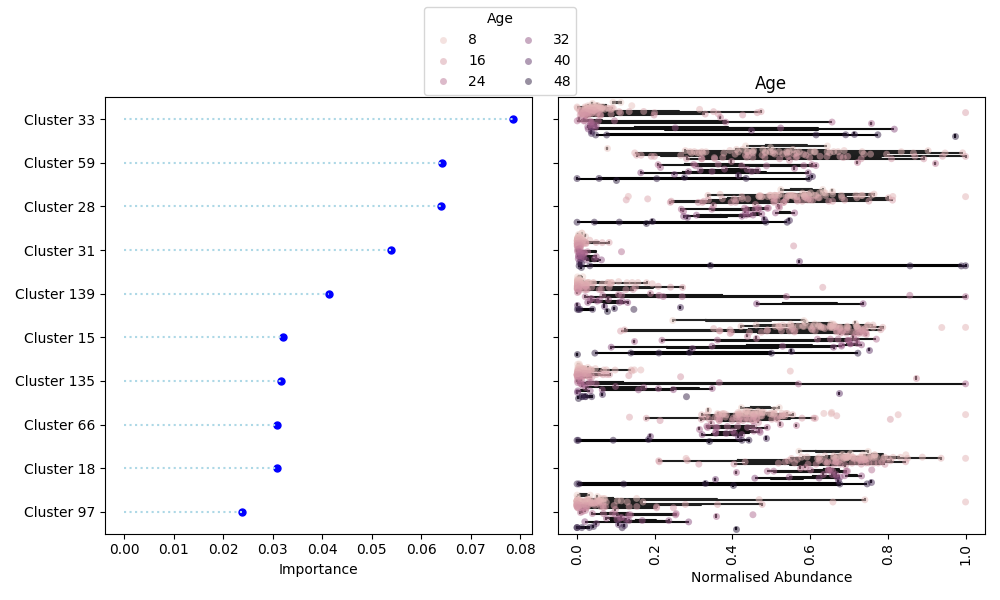 Age
8 32
16 40
24 48
Age
Cluster 33
Cluster 59
Cluster 28
Cluster 31
Cluster 139
Cluster 15
Cluster 135
Cluster 66
Cluster 18
Cluster 97
0.00 0.01 0.02 0.03 0.04 0.05 0.06 0.07 0.08
Importance
0.0 0.2 0.4 0.6 0.8 1.0
Normalised Abundance